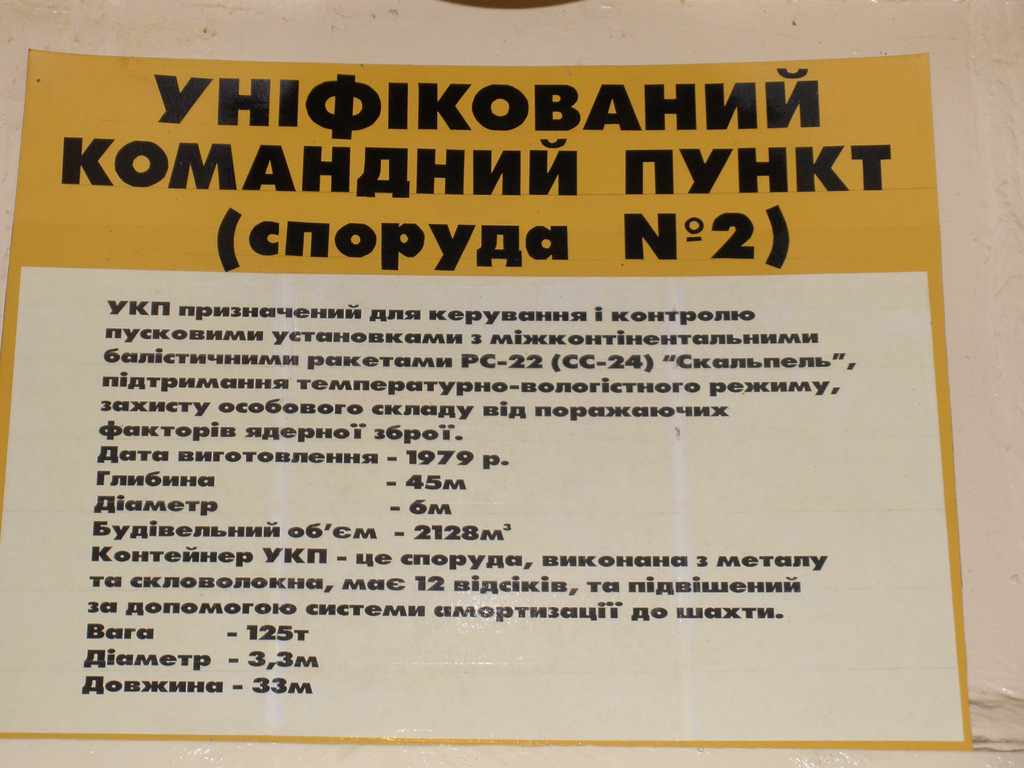 УНІФІКОВАНИЙ
КОМАНДНИЙ ПУНКТ
(споруда №2)
УКП призначений для керування і контролю
пусковими установками з міжконтінентальними
балістичними ракетами РС-22 (СС-24) "Скальпель",
підтримання температурно-вологістного режиму,
захисту особового складу від поражаючих
факторів ядерної зброї.
Дата виготовлення - 1979 р.
Глибина - 45м
Діаметр - 6м
Будівельний об'єм - 2128м³
Контейнер УКП - це споруда, виконана з металу
та скловолокна, має 12 відсіків, та підвішений
за допомогою системи амортизації до шахти.
Вага - 125т
Діаметр - 3,3м
Довжина - 33м